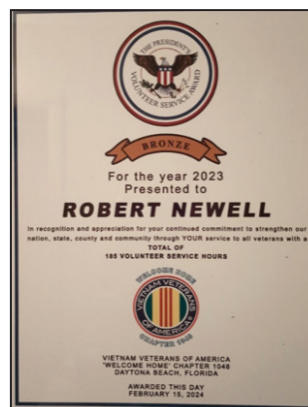 THE PRESIDENT'S
VOLUNTEER SERVICE AWARD
BRONZE
For the year 2023
Presented to
ROBERT NEWELL
In recognition and appreciation for your continued commitment to strengthen our
nation, state, county and community through YOUR service to all veterans with a
TOTAL OF
185 VOLUNTEER SERVICE HOURS
WELCOME HOME
VIETNAM VETERANS
OF AMERICA
CHAPTER 1048
VIETNAM VETERANS OF AMERICA
'WELCOME HOME' CHAPTER 1048
DAYTONA BEACH, FLORIDA
AWARDED THIS DAY
FEBRUARY 15, 2024